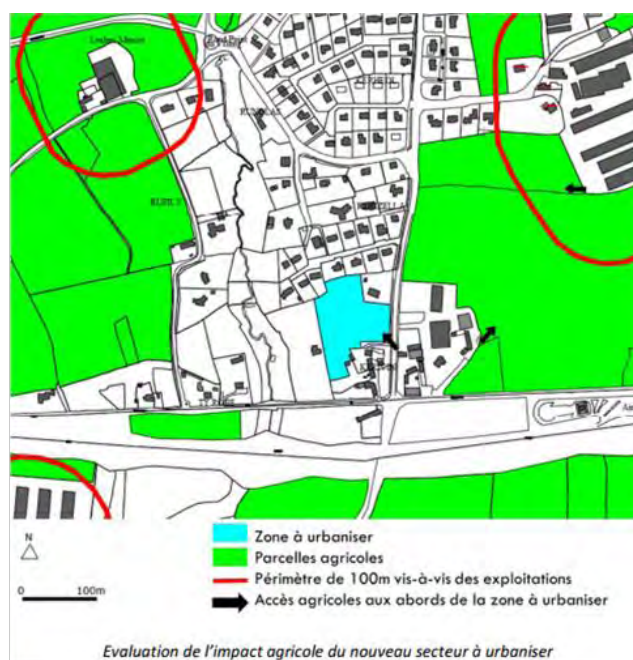 N
0 100m
Zone à urbaniser
Parcelles agricoles
Périmètre de 100m vis-à-vis des exploitations
Accès agricoles aux abords de la zone à urbaniser
Evaluation de l'impact agricole du nouveau secteur à urbaniser